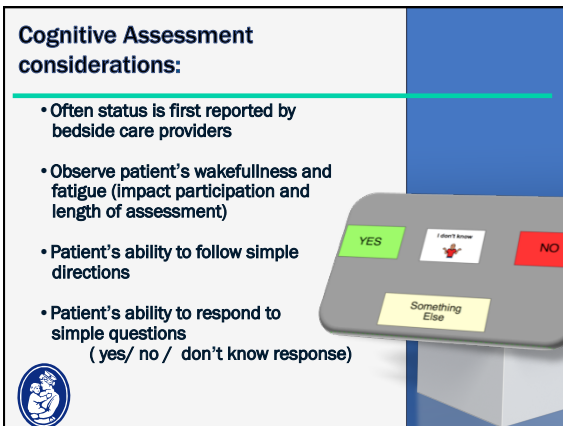 Cognitive Assessment
considerations:
•Often status is first reported by
bedside care providers
•Observe patient's wakefullness and
fatigue (impact participation and
length of assessment)
•Patient's ability to follow simple
directions
•Patient's ability to respond to
simple questions
( yes/ no / don't know response)
YES
I don't know
NO
Something
Else